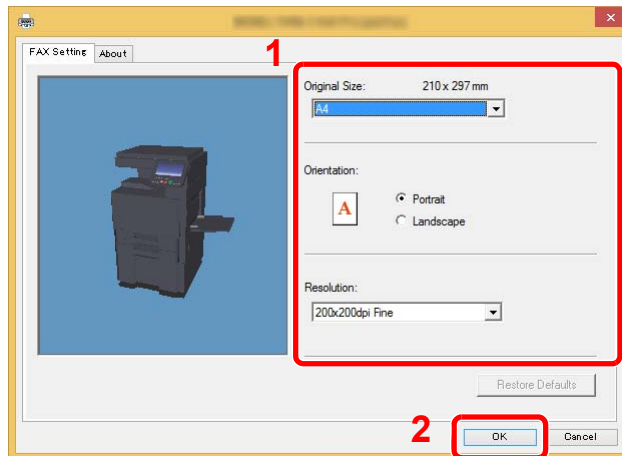 FAX Setting About
1
Original Size: 210 x 297 mm
A4
Orientation:
A
Portrait
Landscape
Resolution:
200x200dpi Fine
Restore Defaults
2
OK Cancel